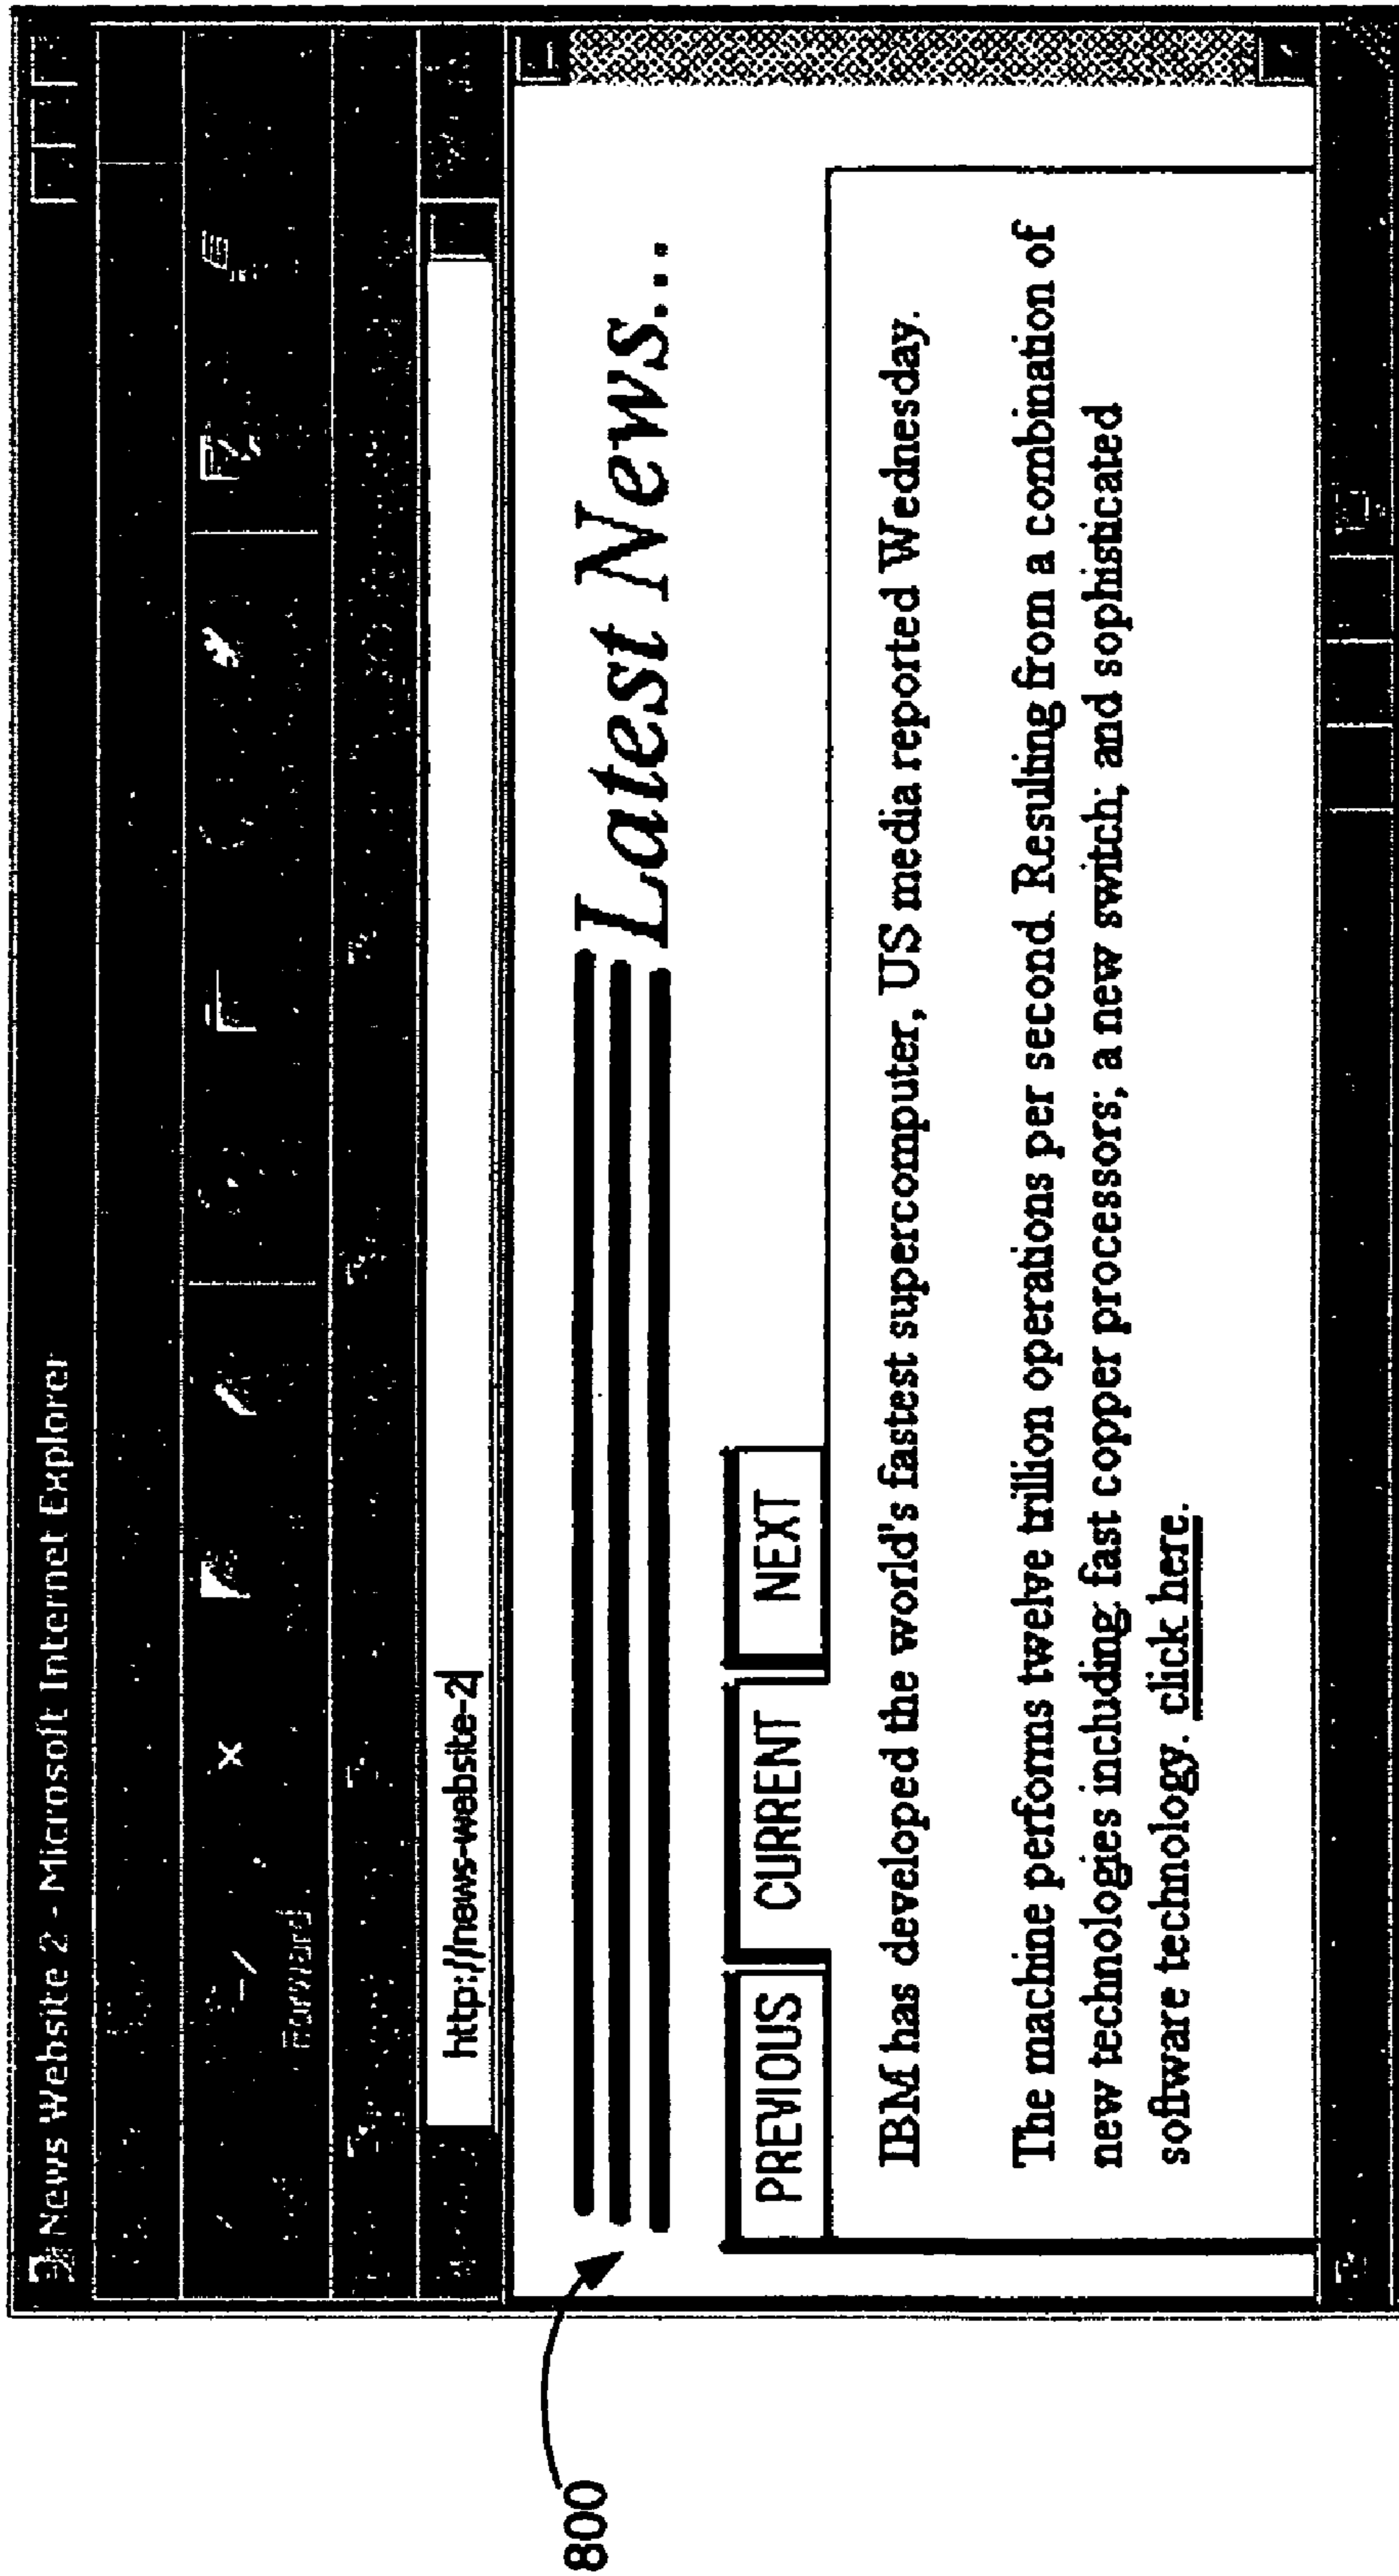 News Website 2 - Microsoft Internet Explorer
Forward
http://news-website-2
800
Latest News...
PREVIOUS CURRENT NEXT
IBM has developed the world's fastest supercomputer, US media reported Wednesday.
The machine performs twelve trillion operations per second. Resulting from a combination of
new technologies including: fast copper processors; a new switch; and sophisticated
software technology. click here.